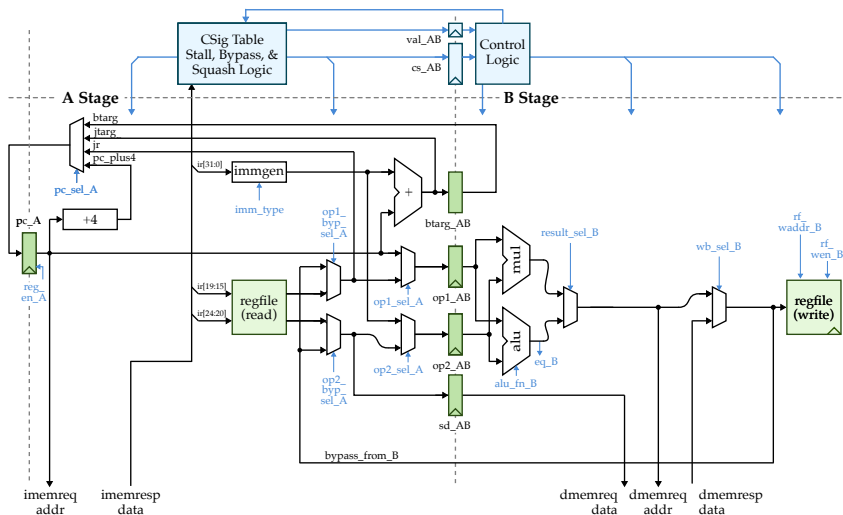 CSig Table
Stall, Bypass, &
Squash Logic
val_AB
cs_AB
Control
Logic
A Stage
B Stage
btarg
jtarg
jr
pc_plus4
pc_sel_A
ir[31:0]
immgen
imm_type
+
btarg_AB
pc_A
+4
reg_
en_A
op1_
byp_
sel_A
op1_sel_A
op1_AB
mul
result_sel_B
wb_sel_B
rf_
waddr_B
rf_
wen_B
ir[19:15]
ir[24:20]
regfile
(read)
regfile
(write)
op2_
byp_
sel_A
op2_sel_A
op2_AB
alu
alu_fn_B
eq_B
sd_AB
bypass_from_B
imemreq
addr
imemresp
data
dmemreq
data
dmemreq
addr
dmemresp
data